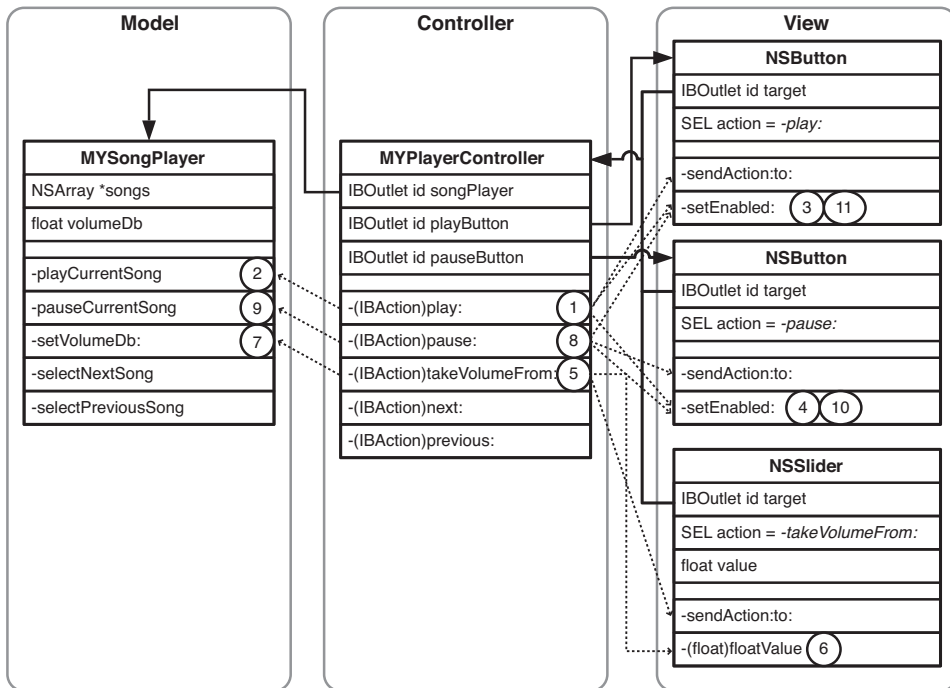 Model
MYSongPlayer
NSArray *songs
float volumeDb
-playCurrentSong 2
-pauseCurrentSong 9
-setVolumeDb: 7
-selectNextSong
-selectPreviousSong
Controller
MYPlayerController
IBOutlet id songPlayer
IBOutlet id playButton
IBOutlet id pauseButton
-(IBAction)play: 1
-(IBAction)pause: 8
-(IBAction)takeVolumeFrom: 5
-(IBAction)next:
-(IBAction)previous:
View
NSButton
IBOutlet id target
SEL action = -play:
-sendAction:to:
-setEnabled: 3 11
NSButton
IBOutlet id target
SEL action = -pause:
-sendAction:to:
-setEnabled: 4 10
NSSlider
IBOutlet id target
SEL action = -takeVolumeFrom:
float value
-sendAction:to:
-(float)floatValue 6